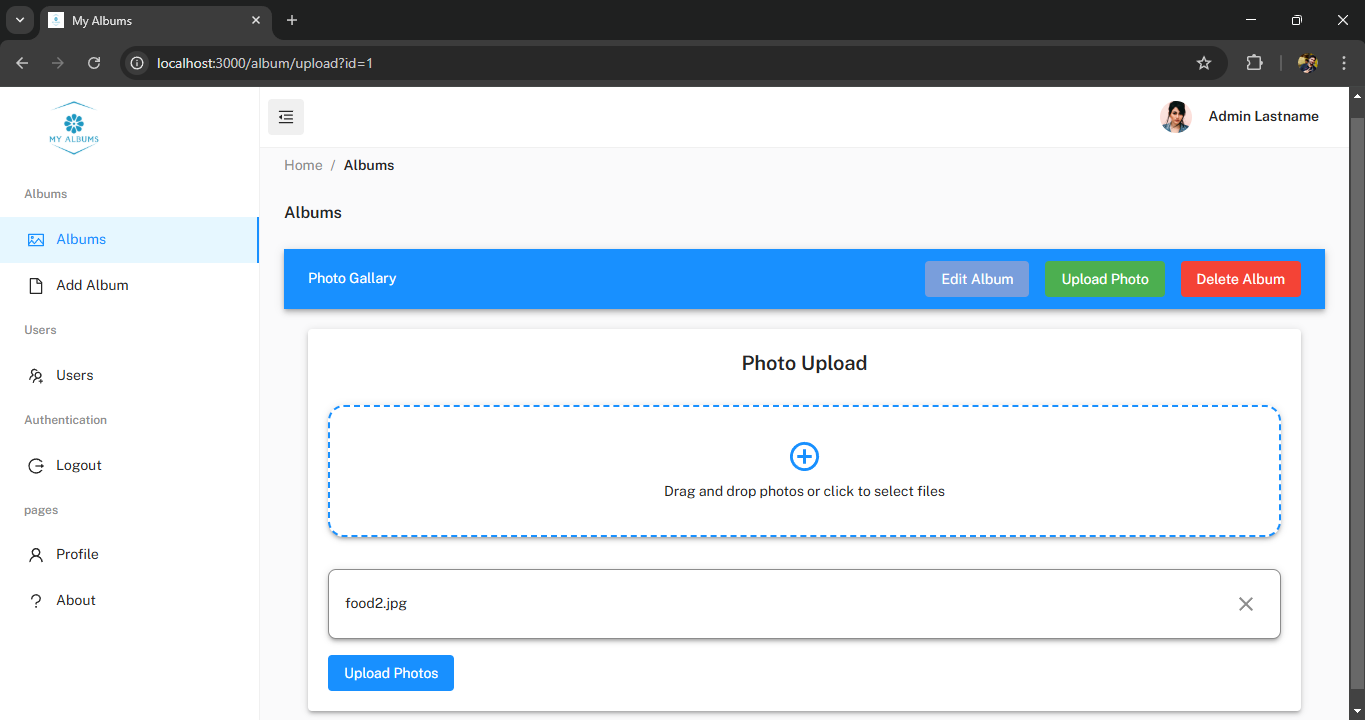 My Albums
localhost:3000/album/upload?id=1
MY ALBUMS
Admin Lastname
Home / Albums
Albums
Albums
Albums
Add Album
Users
Users
Authentication
Logout
pages
Profile
About
Photo Gallary
Edit Album
Upload Photo
Delete Album
Photo Upload
Drag and drop photos or click to select files
food2.jpg
Upload Photos